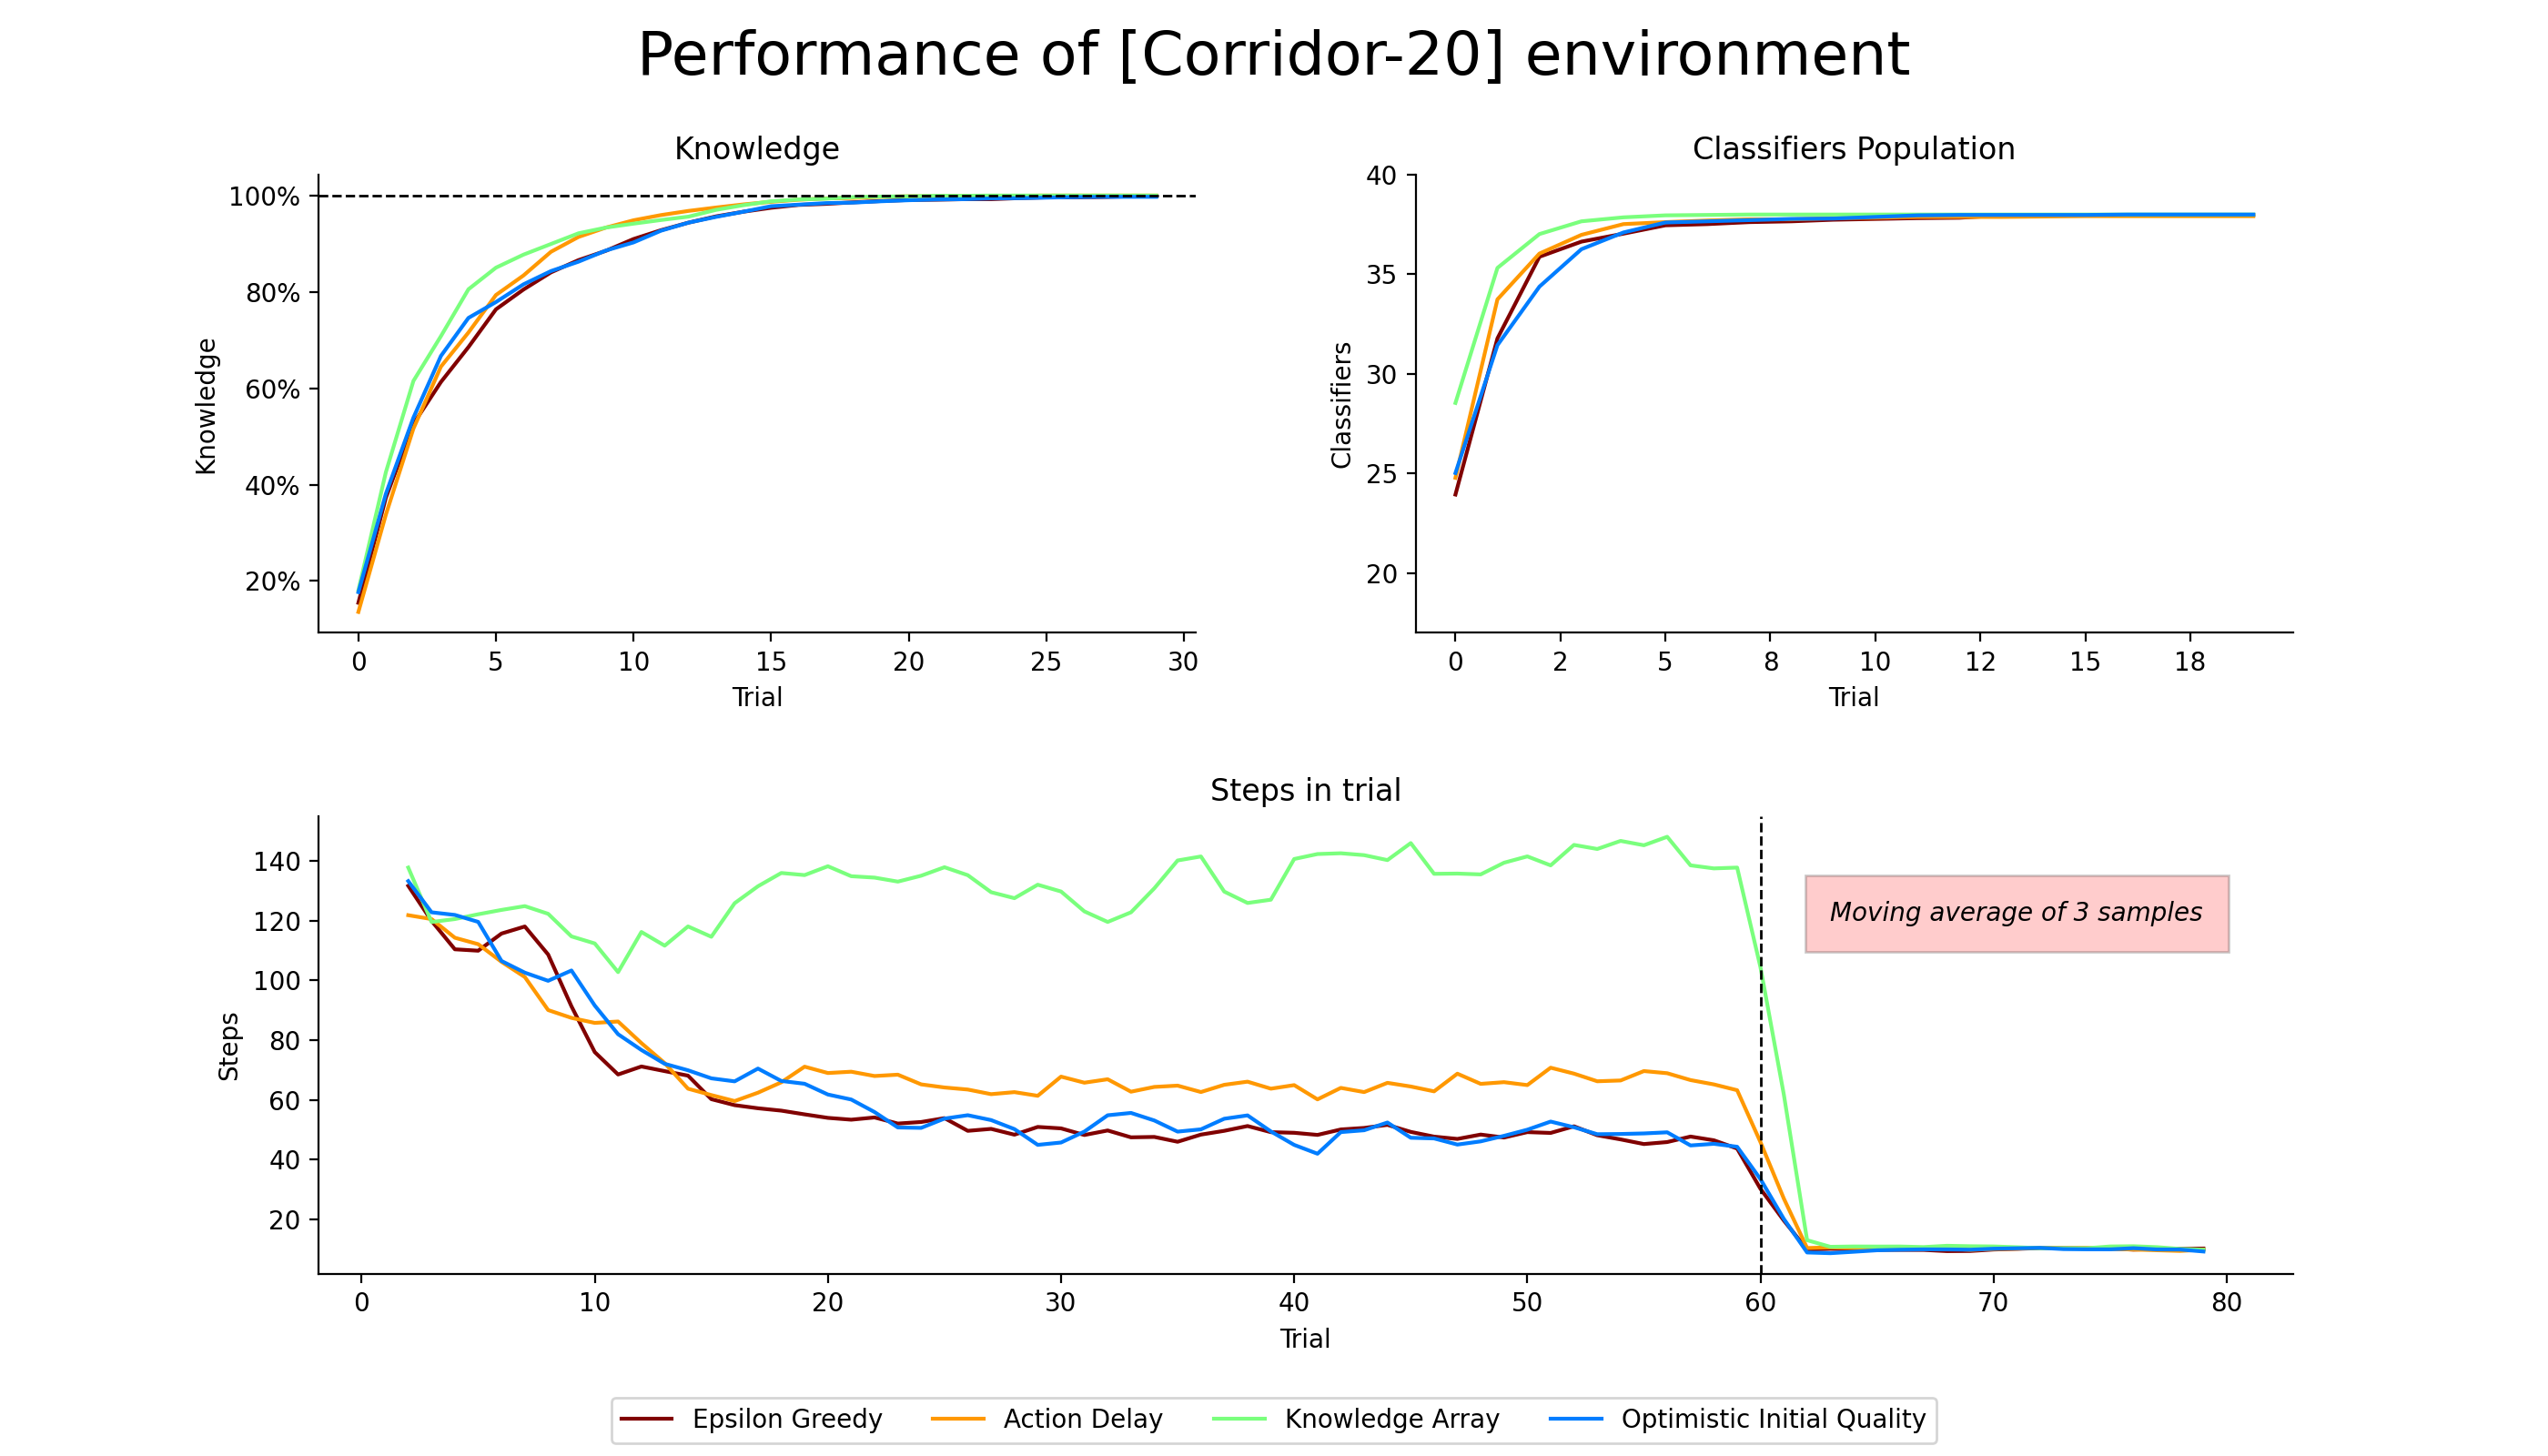 Performance of [Corridor-20] environment
Knowledge
100%
80%
60%
40%
20%
Knowledge
0 5 10 15 20 25 30
Trial
Classifiers Population
40
35
30
25
20
Classifiers
0 2 5 8 10 12 15 18
Trial
Steps in trial
140
120
100
80
60
40
20
Steps
Moving average of 3 samples
0 10 20 30 40 50 60 70 80
Trial
Epsilon Greedy Action Delay Knowledge Array Optimistic Initial Quality